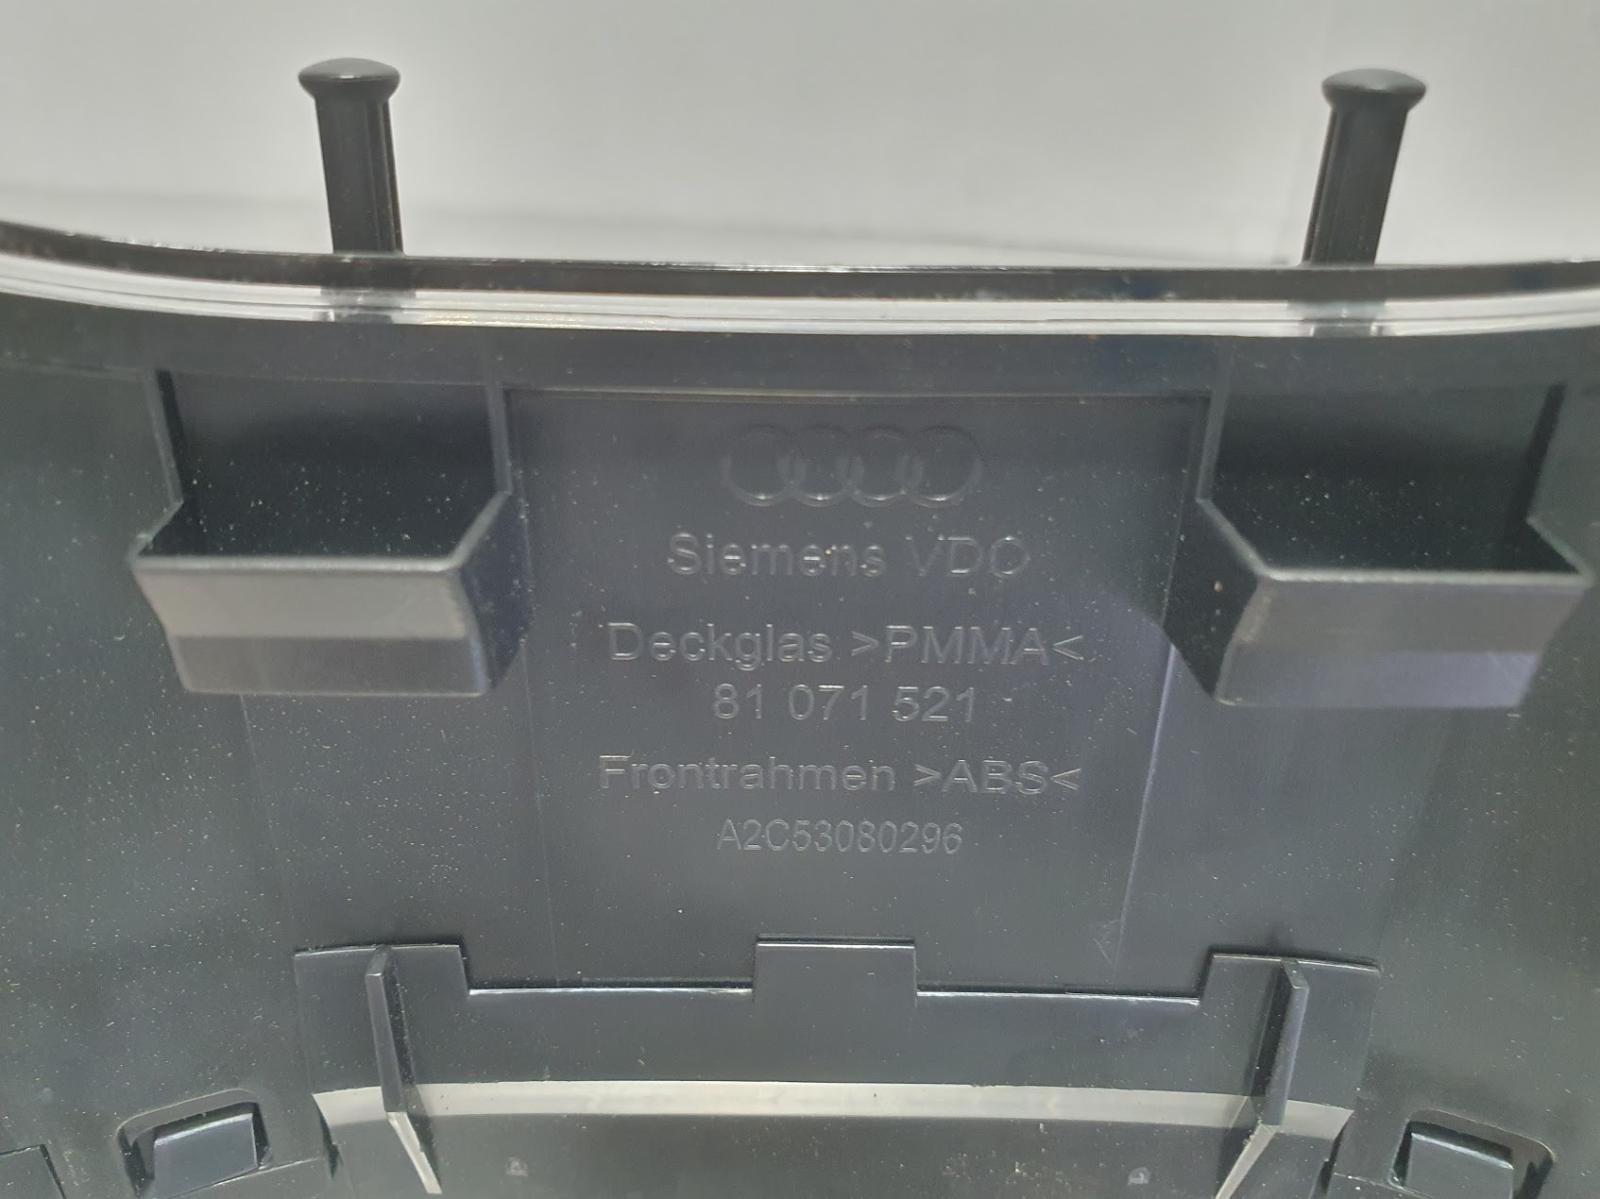 Siemens VDO
Deckglas >PMMA<
81 071 521
Frontrahmen >ABS<
A2C53080296